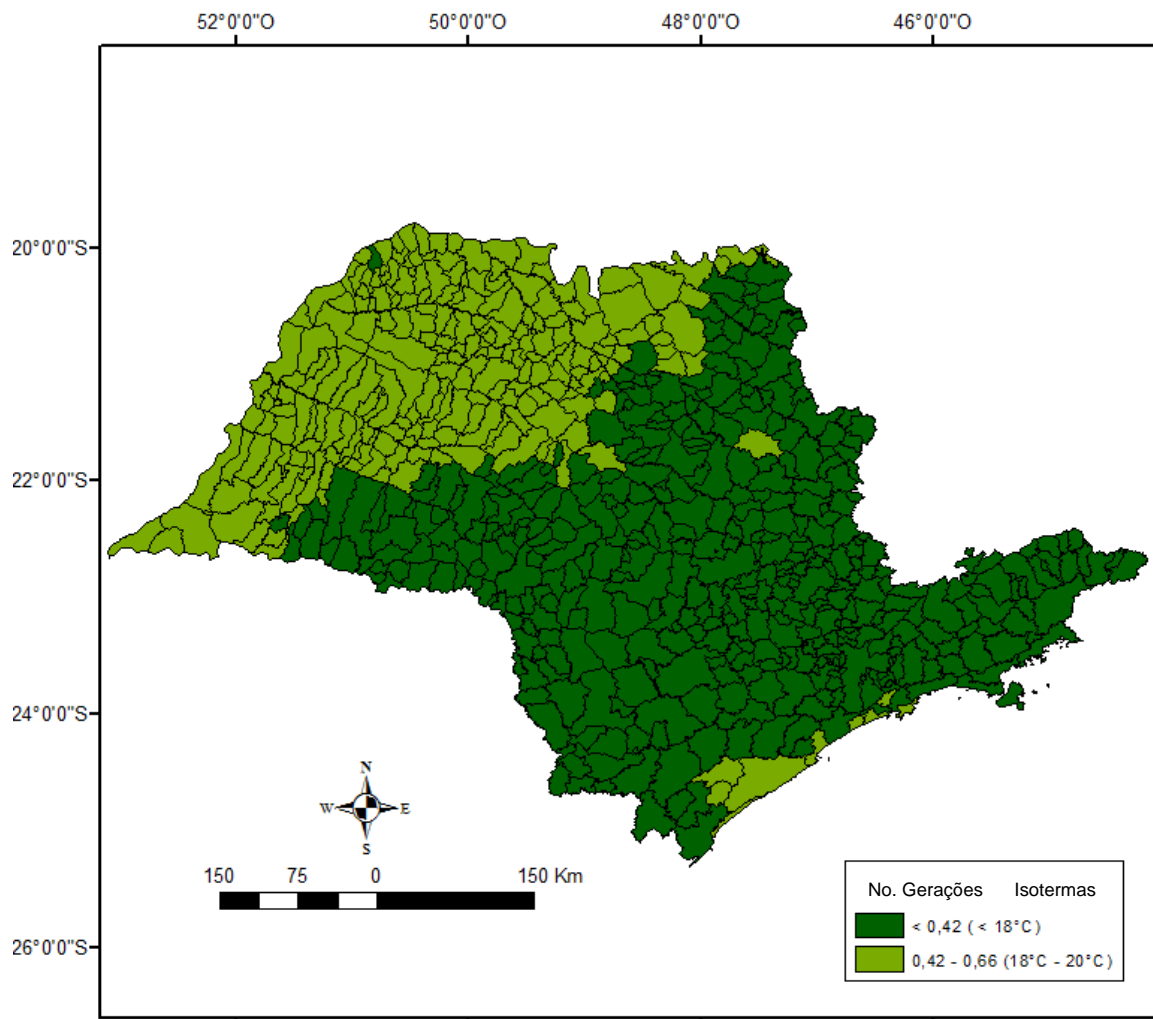 52°0'0"O 50°0'0"O 48°0'0"O 46°0'0"O
20°0'0"S
22°0'0"S
24°0'0"S
26°0'0"S
N
W E
S
150 75 0 150 Km
No. Gerações Isotermas
< 0,42 ( < 18°C)
0,42 - 0,66 (18°C - 20°C)